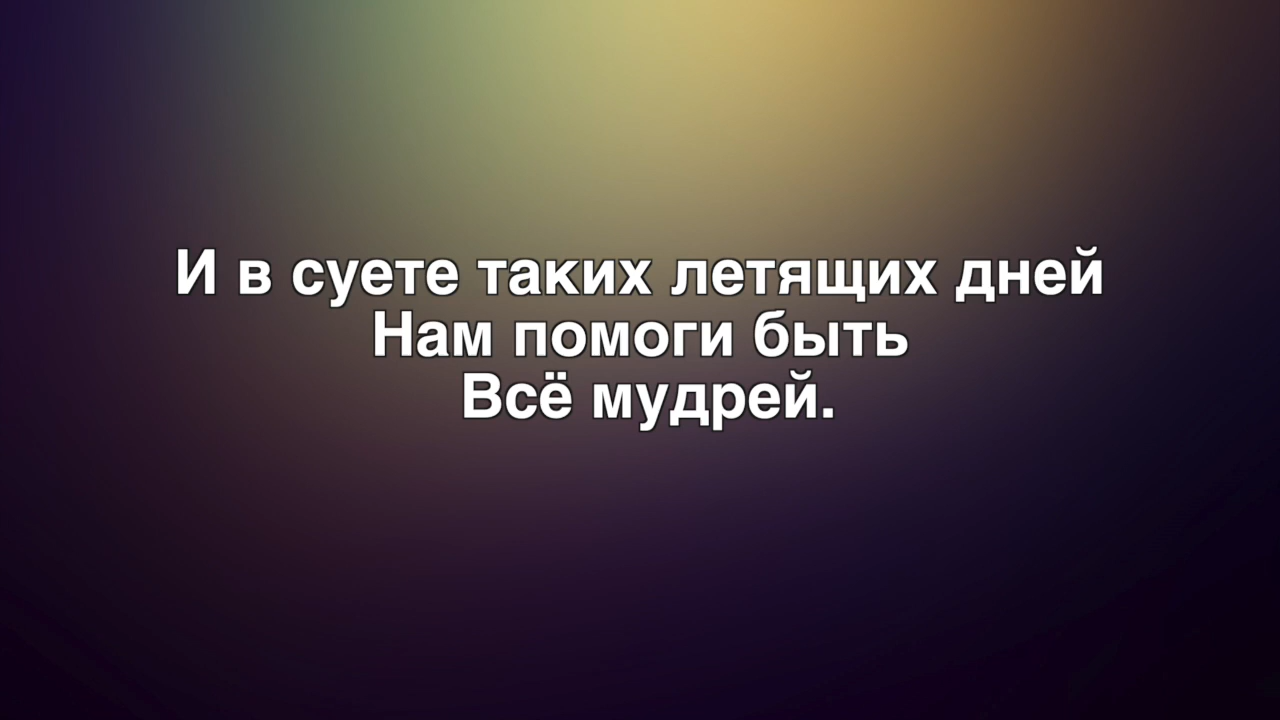 И в суете таких летящих дней
Нам помоги быть
Всё мудрей.